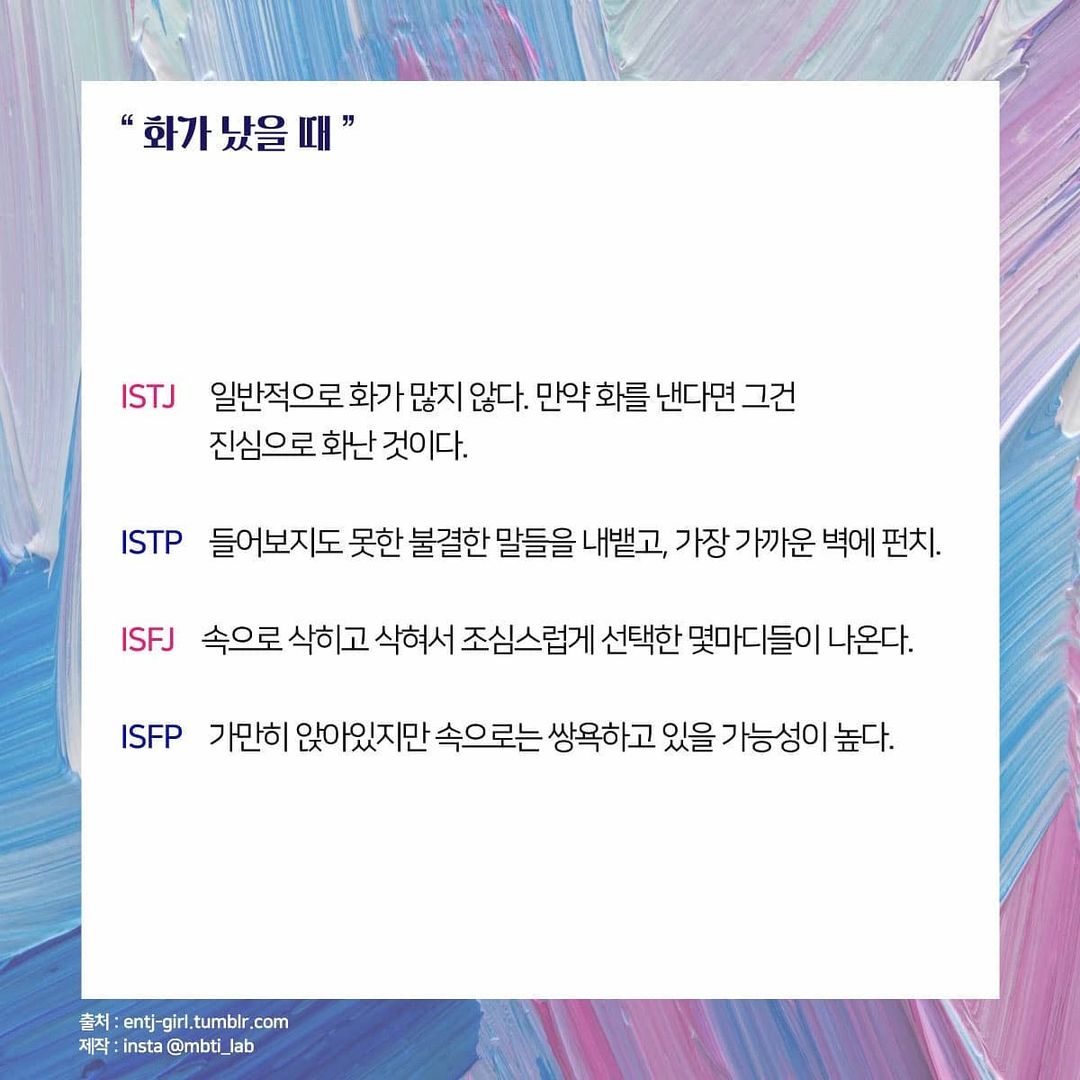 “ 화가 났을 때 ”
ISTJ 일반적으로 화가 많지 않다. 만약 화를 낸다면 그건
진심으로 화난 것이다.
ISTP 들어보지도 못한 불결한 말들을 내뱉고, 가장 가까운 벽에 펀치.
ISFJ 속으로 삭히고 삭혀서 조심스럽게 선택한 몇마디들이 나온다.
ISFP 가만히 앉아있지만 속으로는 쌍욕하고 있을 가능성이 높다.
출처 : entj-girl.tumblr.com
제작 : insta @mbti_lab